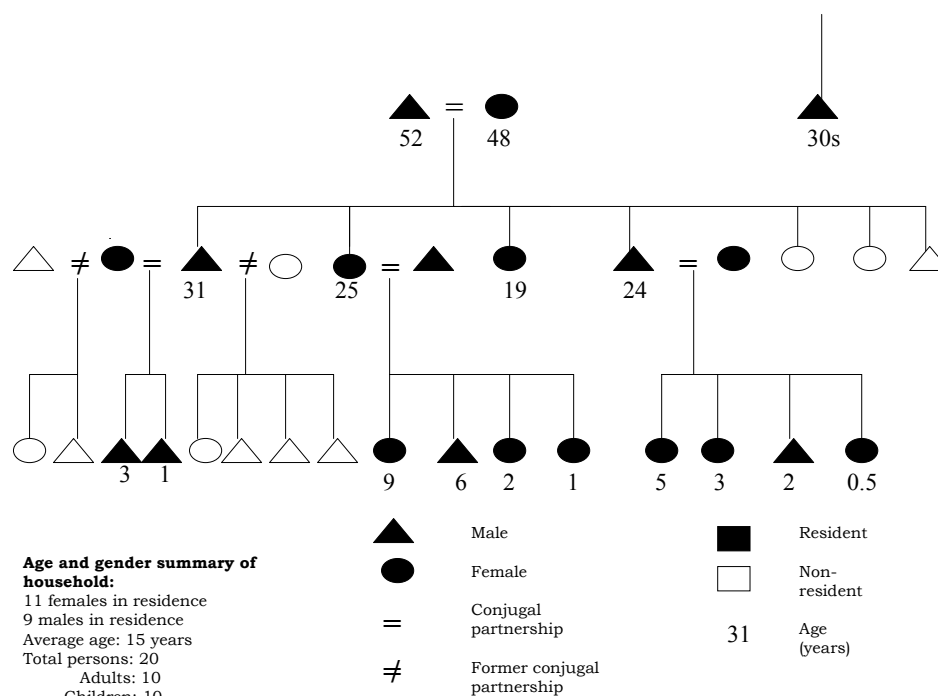 52 = 48 30s
≠ = ≠ = =
31 25 19 24
3 1
9 6 2 1 5 3 2 0.5
Male
Female
=
Conjugal
partnership
≠
Former conjugal
partnership
Resident
Non-
resident
31
Age
(years)
Age and gender summary of
household:
11 females in residence
9 males in residence
Average age: 15 years
Total persons: 20
Adults: 10
Children: 10